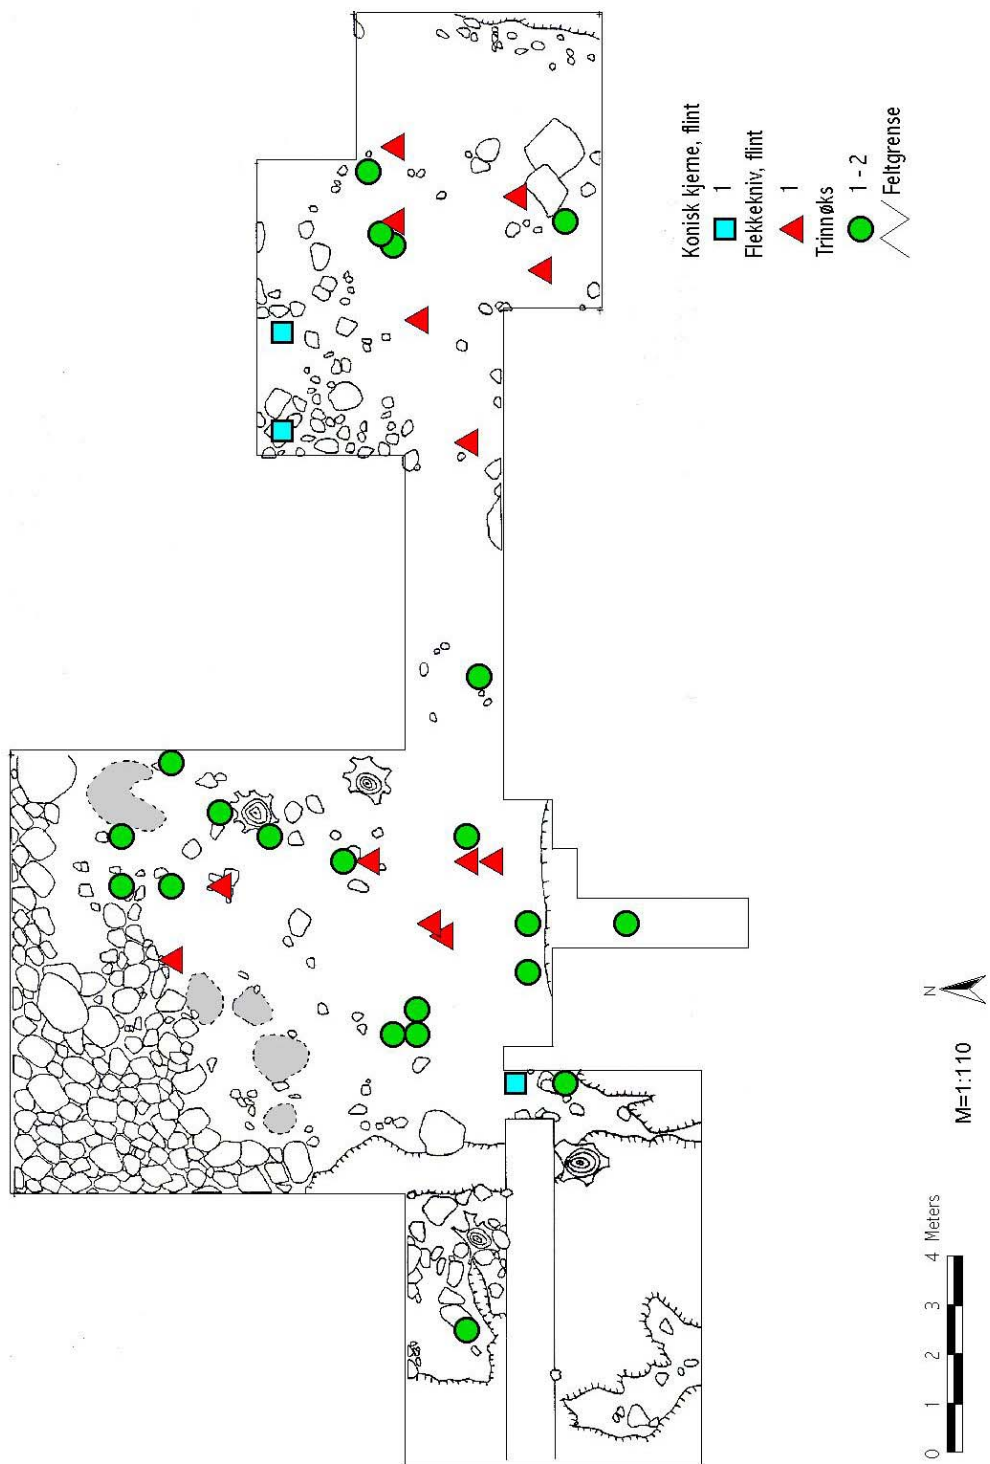 Konisk kjerne, flint
1
Flekkekniv, flint
1
Trinnøks
1 - 2
Feltgrense
N
M=1:110
0 1 2 3 4 Meters